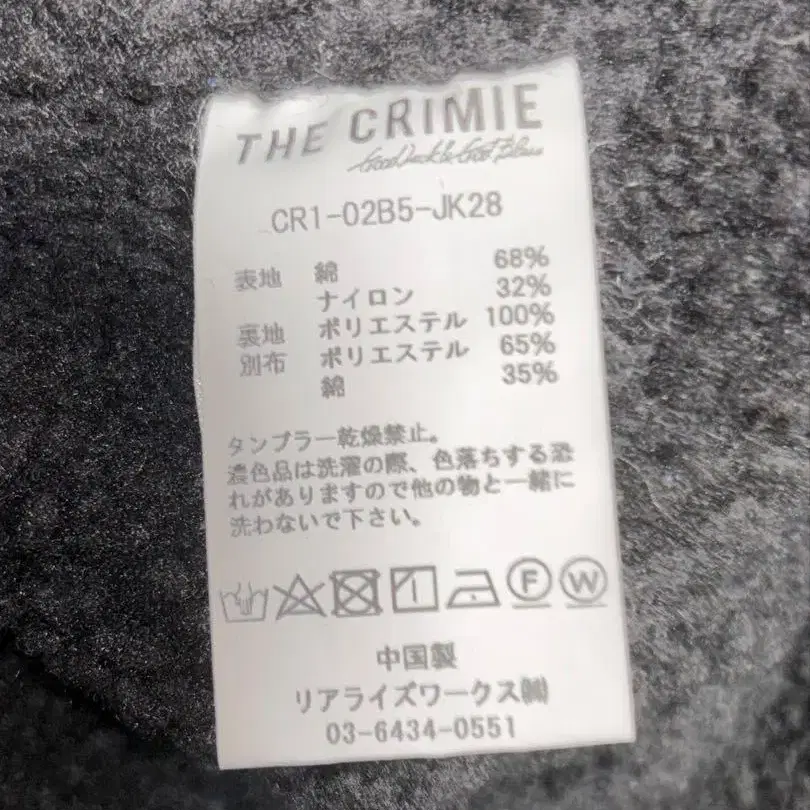 THE CRIMIE
Good Luck & Good Blues
CR1-02B5-JK28
表地 綿 68%
ナイロン 32%
裏地 ポリエステル 100%
別布 ポリエステル 65%
綿 35%
タンブラー乾燥禁止。
濃色品は洗濯の際、色落ちする恐
れがありますので他の物と一緒に
洗わないで下さい。
F W
中国製
リアライズワークス㈱
03-6434-0551